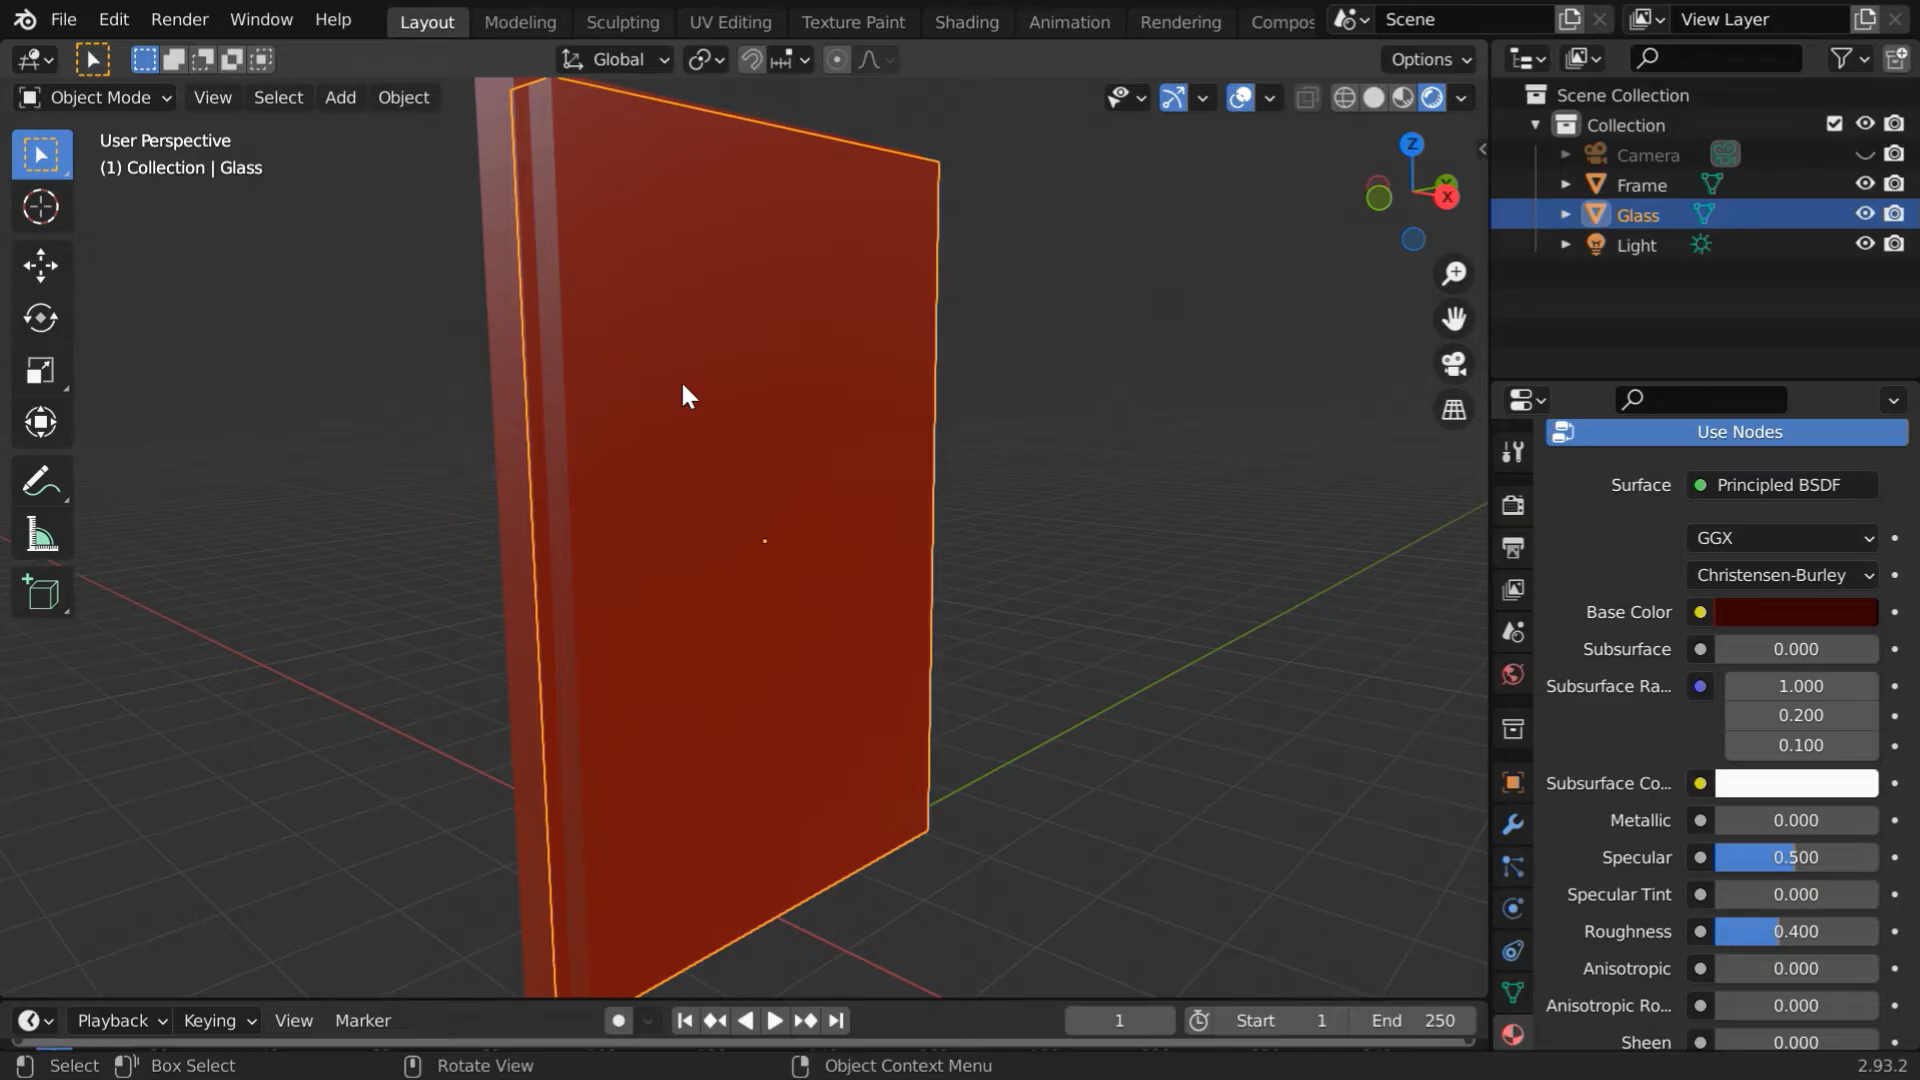 File Edit Render Window Help Layout Modeling Sculpting UV Editing Texture Paint Shading Animation Rendering Compos Scene View Layer
Global Options
Object Mode View Select Add Object
User Perspective
(1) Collection | Glass
Z
X
Scene Collection
Collection
Camera
Frame
Glass
Light
Use Nodes
Surface Principled BSDF
GGX
Christensen-Burley
Base Color
Subsurface 0.000
Subsurface Ra... 1.000
0.200
0.100
Subsurface Co...
Metallic 0.000
Specular 0.500
Specular Tint 0.000
Roughness 0.400
Anisotropic 0.000
Anisotropic Ro... 0.000
Sheen 0.000
Playback Keying View Marker 1 Start 1 End 250
Select Box Select Rotate View Object Context Menu 2.93.2